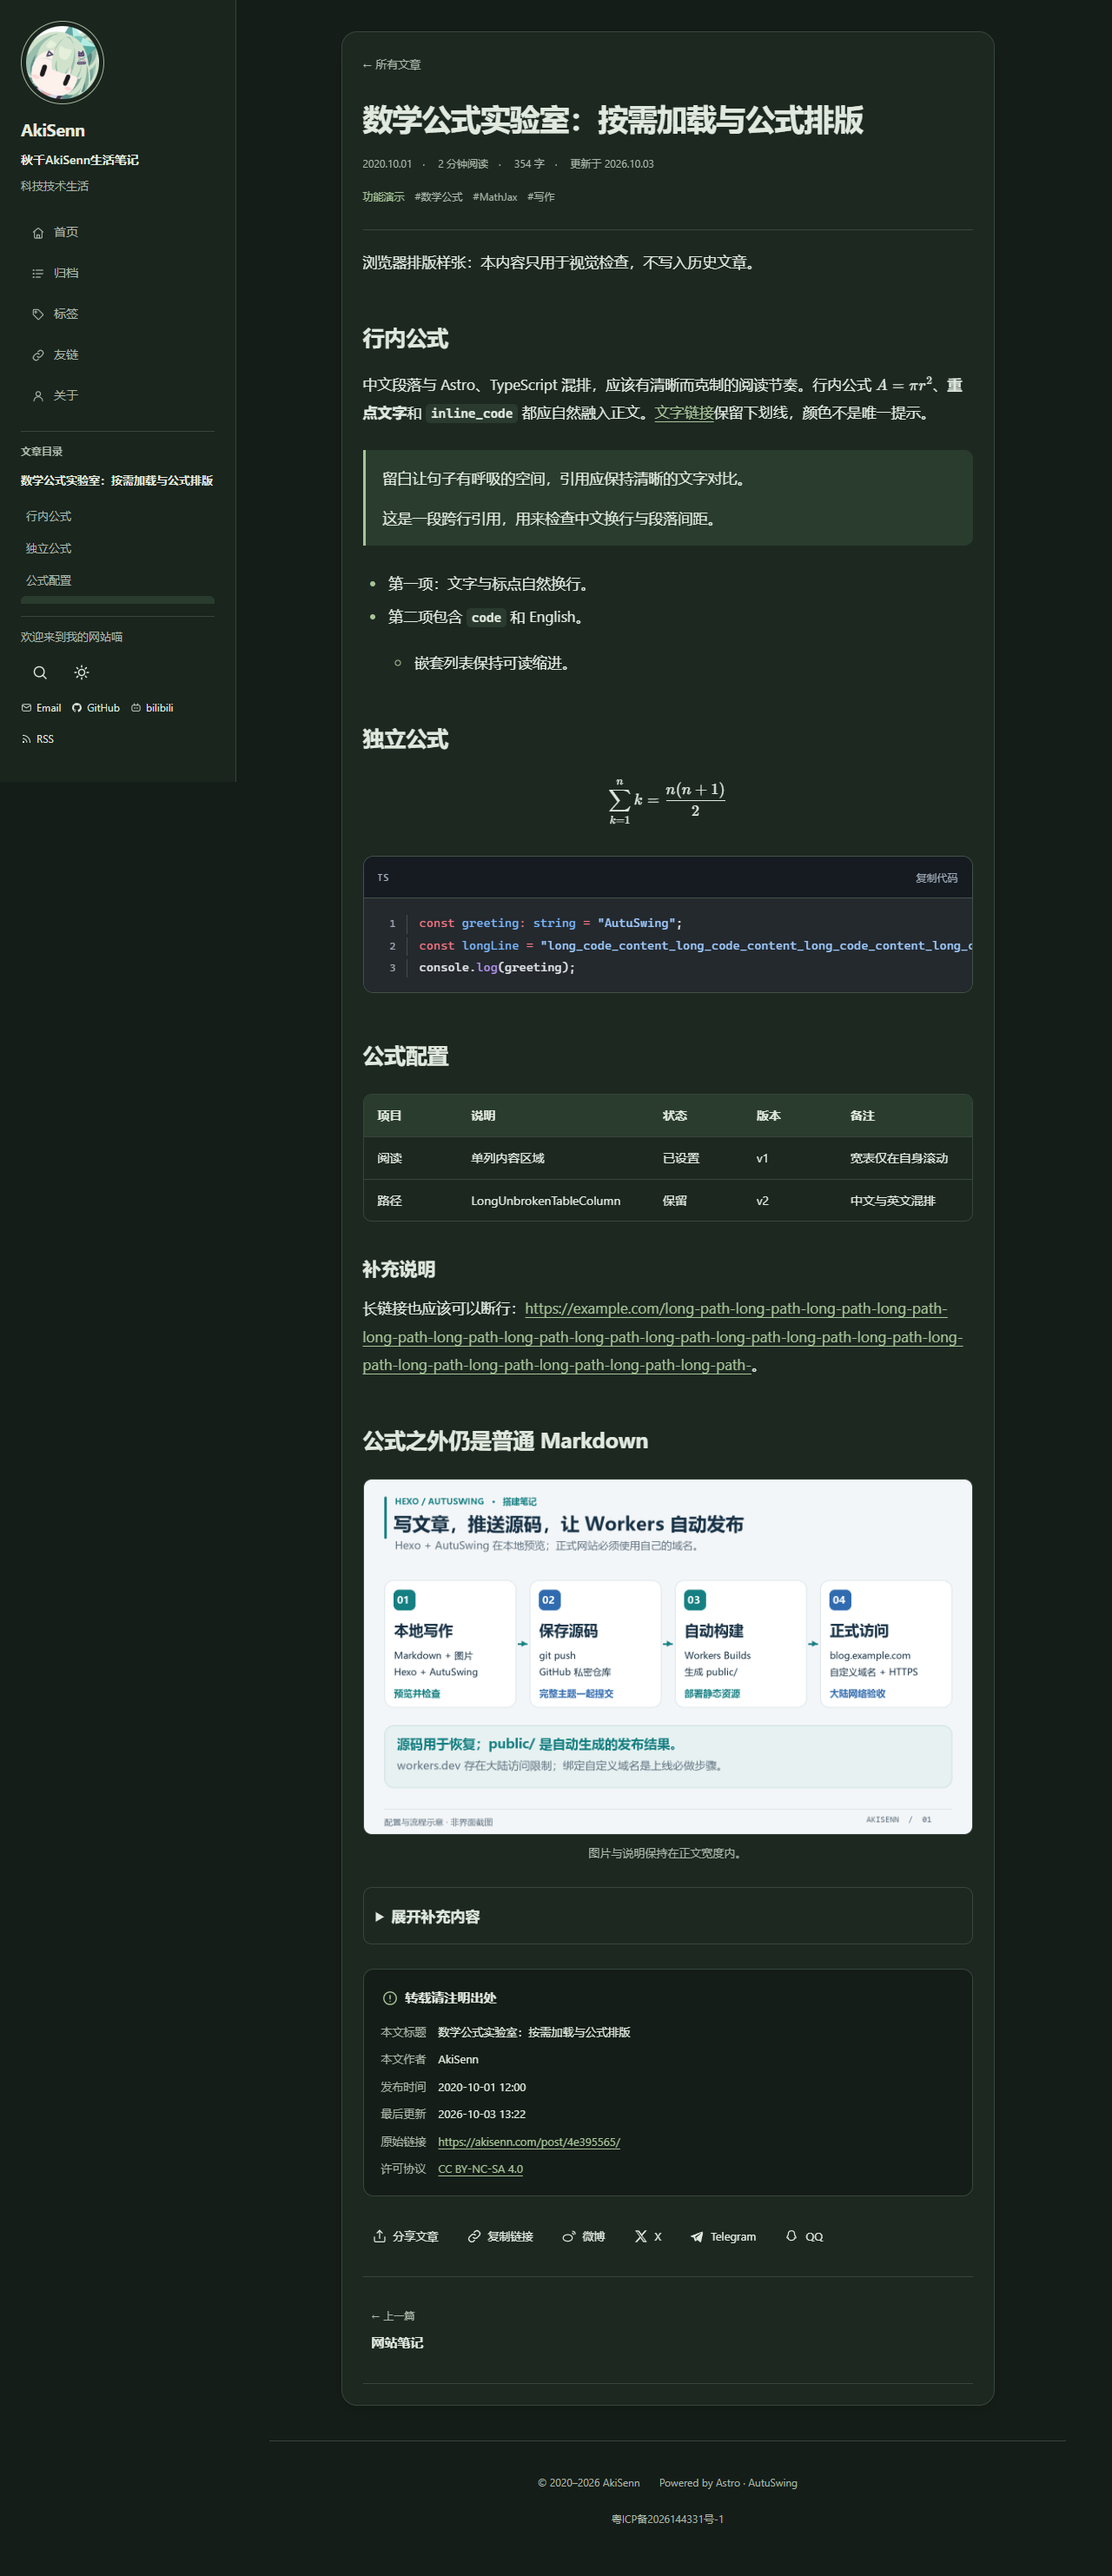 AkiSenn
秋千AkiSenn生活笔记
科技技术生活
首页
归档
标签
友链
关于
文章目录
数学公式实验室：按需加载与公式排版
行内公式
独立公式
公式配置
欢迎来到我的网站喵
Email GitHub bilibili
RSS
← 所有文章
数学公式实验室：按需加载与公式排版
2020.10.01 · 2 分钟阅读 · 354 字 · 更新于 2026.10.03
功能演示 #数学公式 #MathJax #写作
浏览器排版样张：本内容只用于视觉检查，不写入历史文章。
行内公式
中文段落与 Astro、TypeScript 混排，应该有清晰而克制的阅读节奏。行内公式 A = πr²、重
点文字和 inline_code 都应自然融入正文。文字链接保留下划线，颜色不是唯一提示。
留白让句子有呼吸的空间，引用应保持清晰的文字对比。
这是一段跨行引用，用来检查中文换行与段落间距。
• 第一项：文字与标点自然换行。
• 第二项包含 code 和 English。
◦ 嵌套列表保持可读缩进。
独立公式
∑_{k=1}^{n} k = n(n + 1) / 2
TS 复制代码
1 const greeting: string = "AutuSwing";
2 const longLine = "long_code_content_long_code_content_long_code_content_long_c
3 console.log(greeting);
公式配置
项目 说明 状态 版本 备注
阅读 单列内容区域 已设置 v1 宽表仅在自身滚动
路径 LongUnbrokenTableColumn 保留 v2 中文与英文混排
补充说明
长链接也应该可以断行：https://example.com/long-path-long-path-long-path-long-path-
long-path-long-path-long-path-long-path-long-path-long-path-long-path-long-path-long-
path-long-path-long-path-long-path-long-path-long-path-。
公式之外仍是普通 Markdown
HEXO / AUTUSWING • 搭建笔记
写文章，推送源码，让 Workers 自动发布
Hexo + AutuSwing 在本地预览；正式网站必须使用自己的域名。
01 02 03 04
本地写作 保存源码 自动构建 正式访问
Markdown + 图片 git push Workers Builds blog.example.com
Hexo + AutuSwing GitHub 私密仓库 生成 public/ 自定义域名 + HTTPS
预览并检查 完整主题一起提交 部署静态资源 大陆网络验收
源码用于恢复；public/ 是自动生成的发布结果。
workers.dev 存在大陆访问限制；绑定自定义域名是上线必做步骤。
配置与流程示意 · 非界面截图 AKISENN / 01
图片与说明保持在正文宽度内。
▶ 展开补充内容
转载请注明出处
本文标题 数学公式实验室：按需加载与公式排版
本文作者 AkiSenn
发布时间 2020-10-01 12:00
最后更新 2026-10-03 13:22
原始链接 https://akisenn.com/post/4e395565/
许可协议 CC BY-NC-SA 4.0
分享文章 复制链接 微博 X Telegram QQ
← 上一篇
网站笔记
© 2020–2026 AkiSenn Powered by Astro · AutuSwing
粤ICP备2026144331号-1